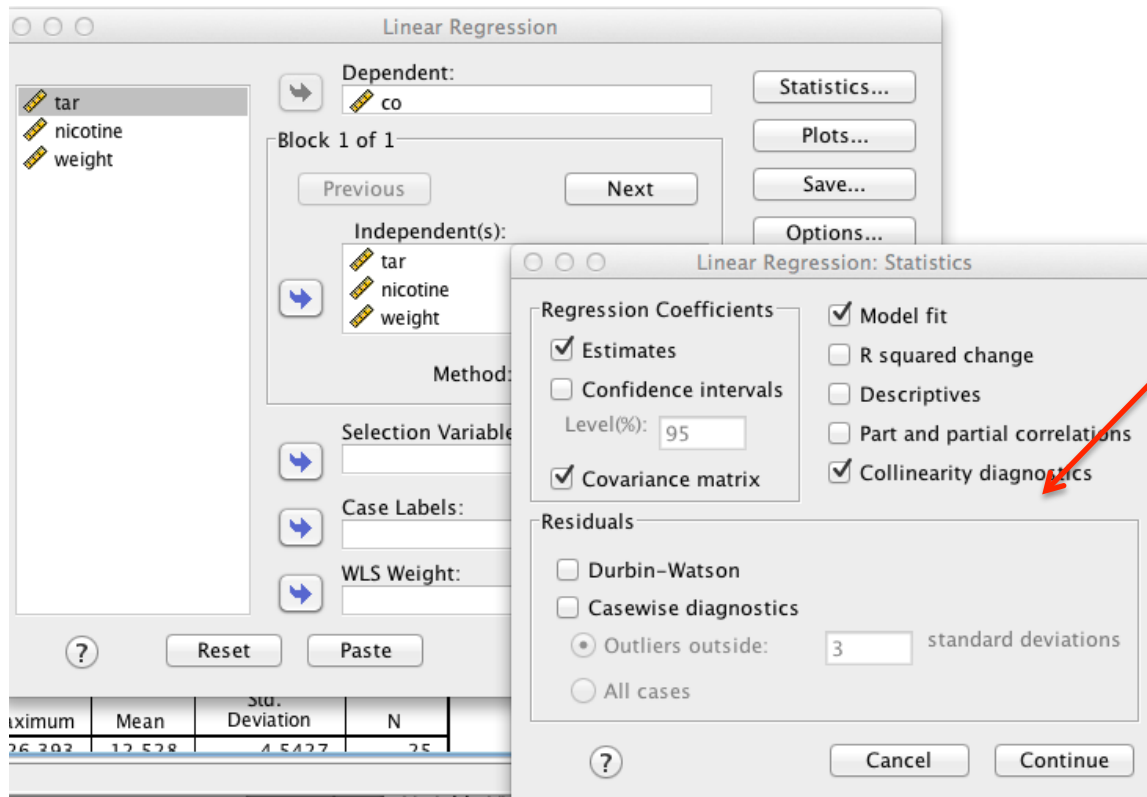 Linear Regression
tar
nicotine
weight
Dependent:
co
Block 1 of 1
Previous
Next
Independent(s):
tar
nicotine
weight
Method:
Selection Variable
Case Labels:
WLS Weight:
Statistics...
Plots...
Save...
Options...
?
Reset
Paste
Linear Regression: Statistics
Regression Coefficients
Estimates
Confidence intervals
Level(%): 95
Covariance matrix
Model fit
R squared change
Descriptives
Part and partial correlations
Collinearity diagnostics
Residuals
Durbin-Watson
Casewise diagnostics
Outliers outside: 3 standard deviations
All cases
?
Cancel
Continue
aximum Mean Std. Deviation N
26.393 12.528 4.5427 25